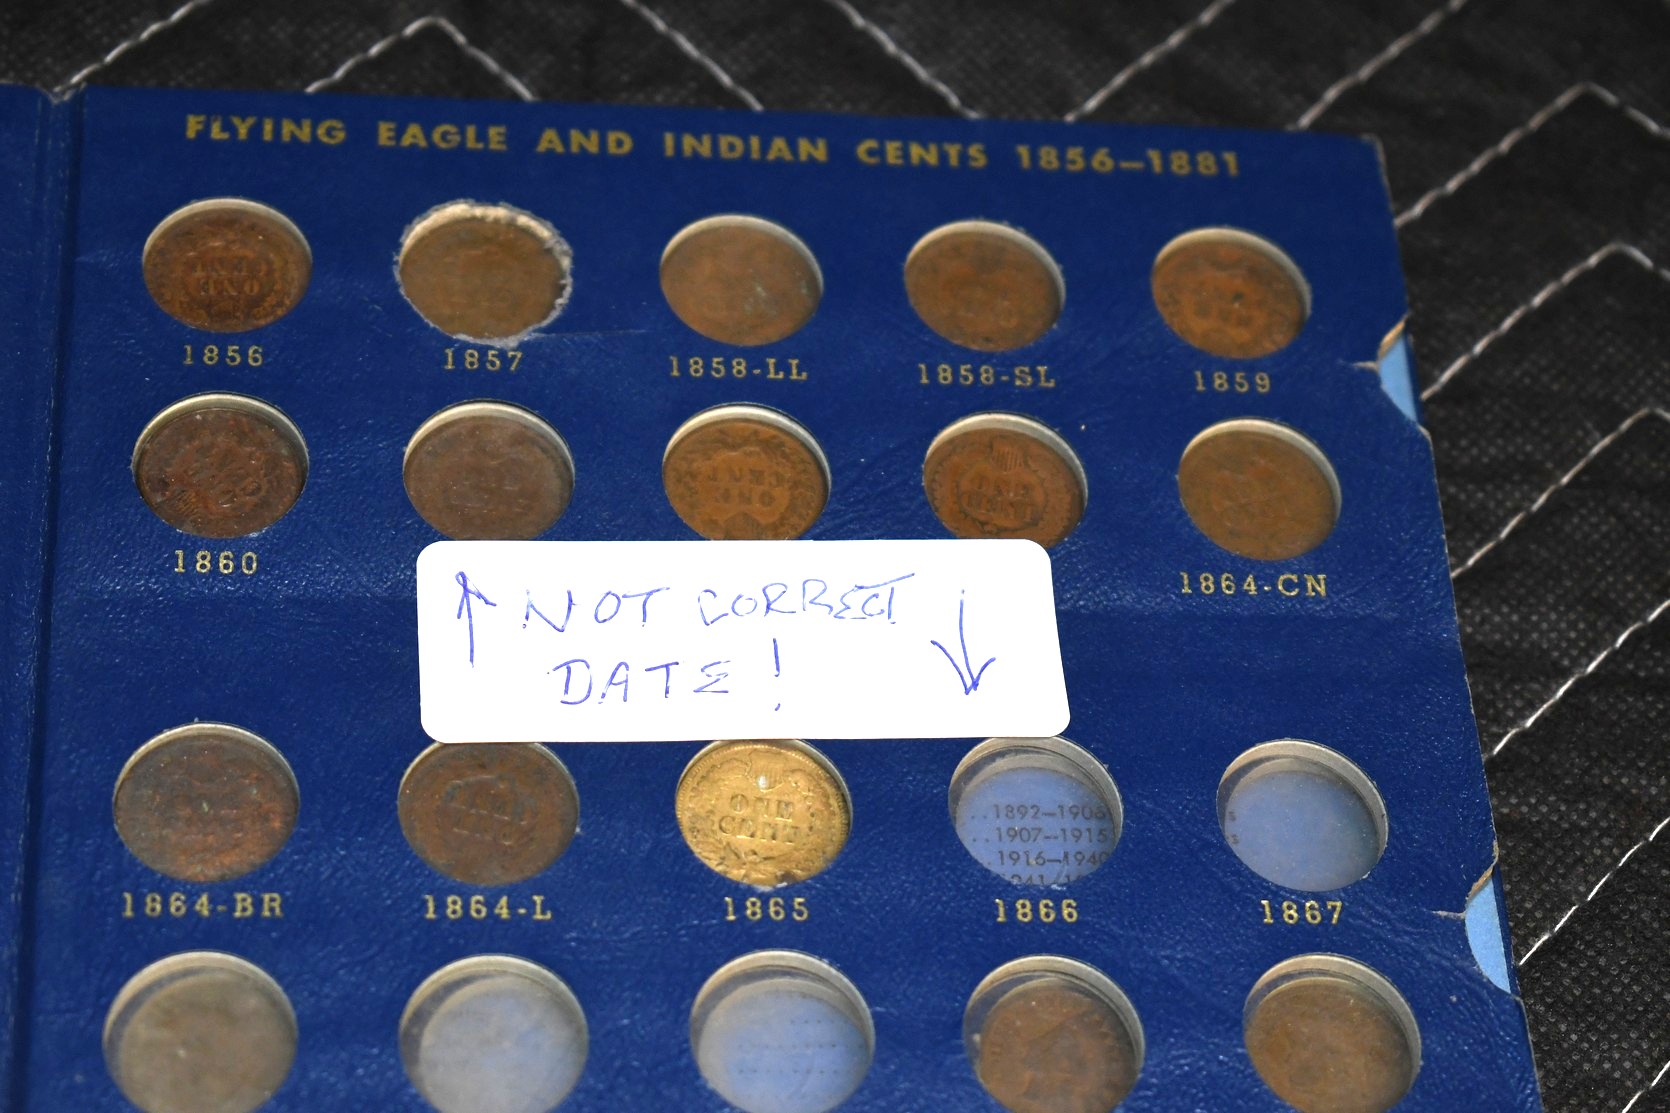 FLYING EAGLE AND INDIAN CENTS 1856—1881
1856 1857 1858-LL 1858-SL 1859
1860 1864-CN
↑ NOT CORRECT ↓
DATE!
ONE
CENT
..1892—1906
..1907—1915
..1916—1940
1864-BR 1864-L 1865 1866 1867